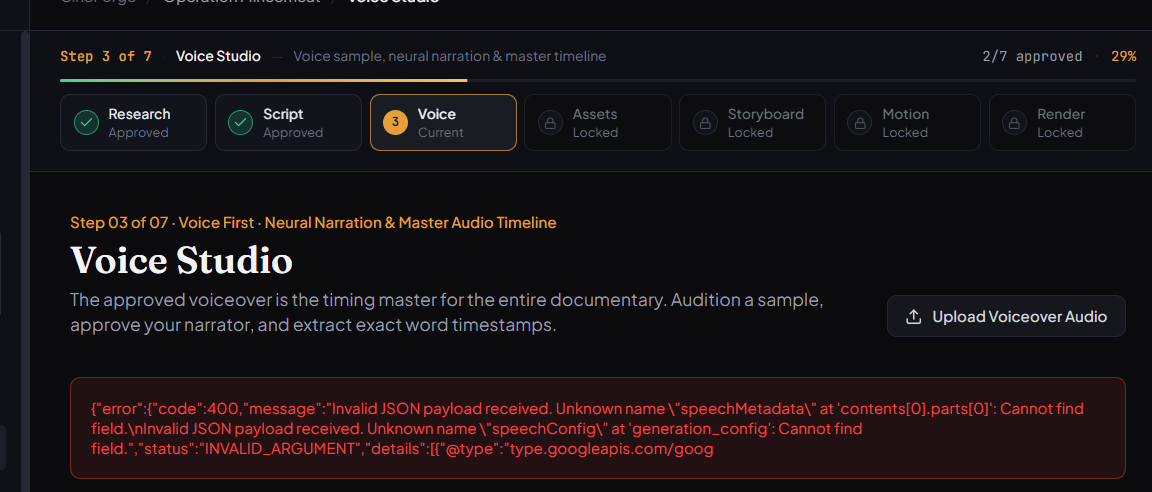 Step 3 of 7 · Voice Studio — Voice sample, neural narration & master timeline
2/7 approved · 29%
Research
Approved
Script
Approved
3
Voice
Current
Assets
Locked
Storyboard
Locked
Motion
Locked
Render
Locked
Step 03 of 07 · Voice First · Neural Narration & Master Audio Timeline
Voice Studio
The approved voiceover is the timing master for the entire documentary. Audition a sample,
approve your narrator, and extract exact word timestamps.
Upload Voiceover Audio
{"error":{"code":400,"message":"Invalid JSON payload received. Unknown name \"speechMetadata\" at 'contents[0].parts[0]': Cannot find
field.\nInvalid JSON payload received. Unknown name \"speechConfig\" at 'generation_config': Cannot find
field.","status":"INVALID_ARGUMENT","details":[{"@type":"type.googleapis.com/goog